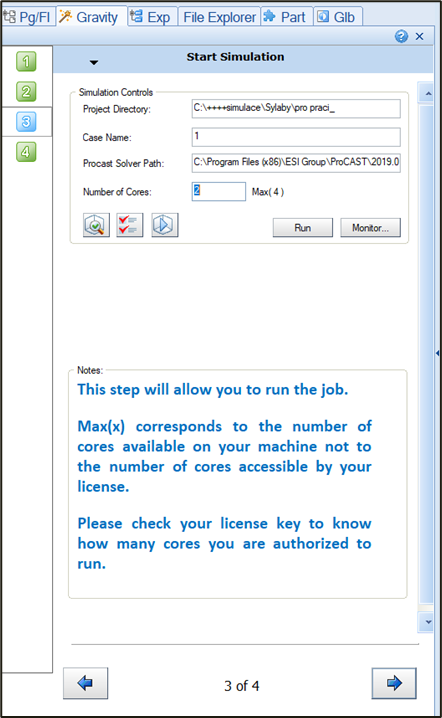 Pg/Fl Gravity Exp File Explorer Part Glb
Start Simulation
1
2
3
4
Simulation Controls
Project Directory: C:\++++simulace\Sylaby\pro praci_
Case Name: 1
Procast Solver Path: C:\Program Files (x86)\ESI Group\ProCAST\2019.0
Number of Cores: 2 Max( 4 )
Run Monitor...
Notes:
This step will allow you to run the job.
Max(x) corresponds to the number of
cores available on your machine not to
the number of cores accessible by your
license.
Please check your license key to know
how many cores you are authorized to
run.
3 of 4